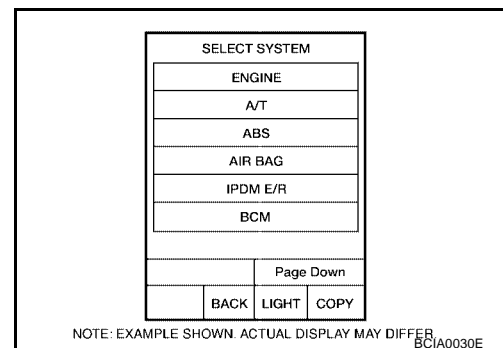 SELECT SYSTEM
ENGINE
A/T
ABS
AIR BAG
IPDM E/R
BCM
Page Down
BACK LIGHT COPY
NOTE: EXAMPLE SHOWN. ACTUAL DISPLAY MAY DIFFER
BCIA0030E